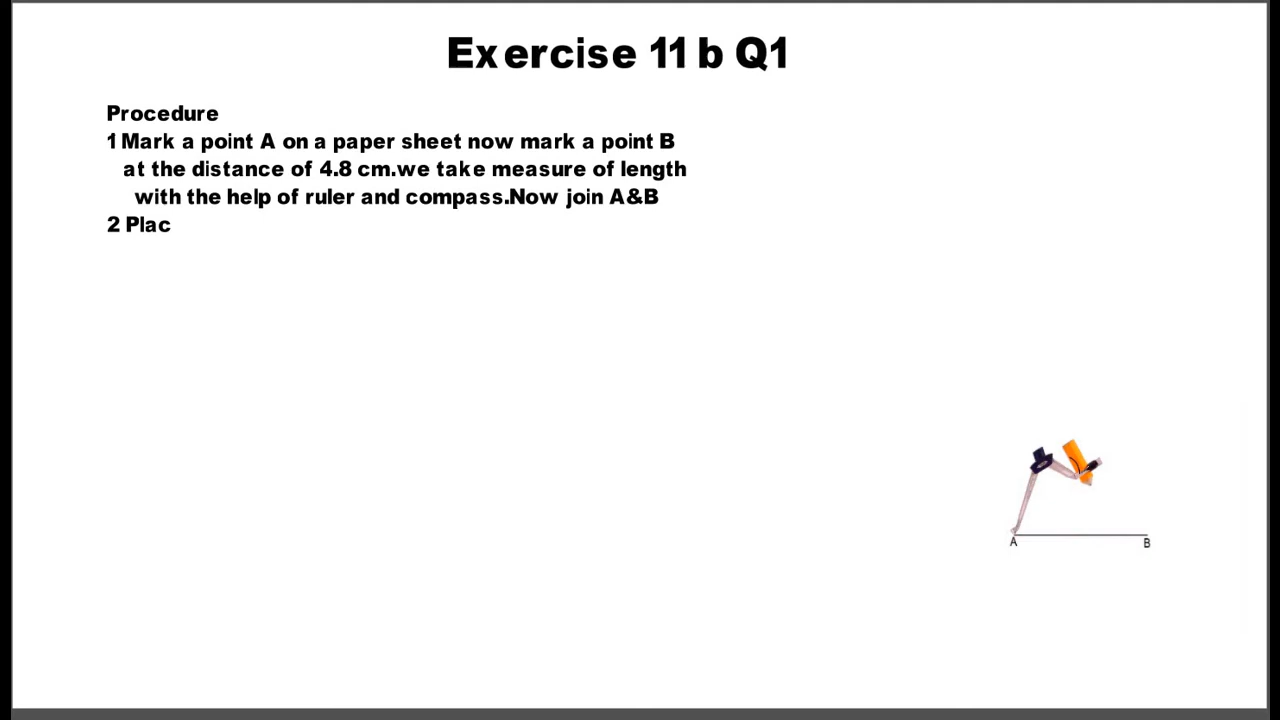 Exercise 11 b Q1
Procedure
1 Mark a point A on a paper sheet now mark a point B
at the distance of 4.8 cm.we take measure of length
with the help of ruler and compass.Now join A&B
2 Plac
A B